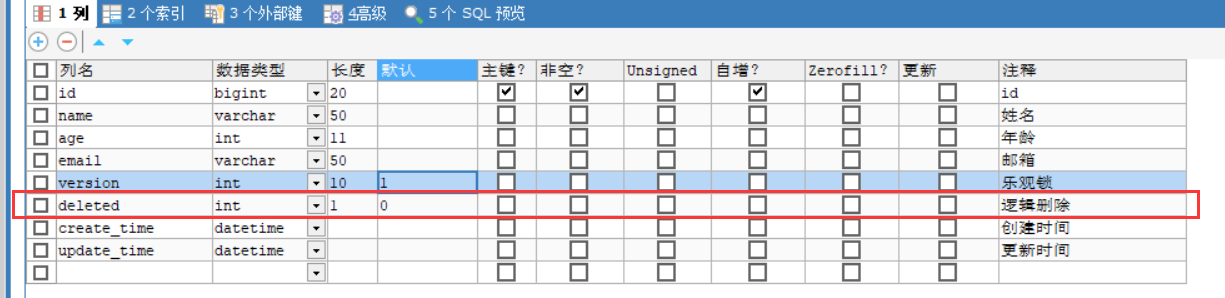 1 列 2 个索引 3 个外部键 4高级 5 个 SQL 预览
列名 数据类型 长度 默认 主键? 非空? Unsigned 自增? Zerofill? 更新 注释
id bigint 20 id
name varchar 50 姓名
age int 11 年龄
email varchar 50 邮箱
version int 10 1 乐观锁
deleted int 1 0 逻辑删除
create_time datetime 创建时间
update_time datetime 更新时间